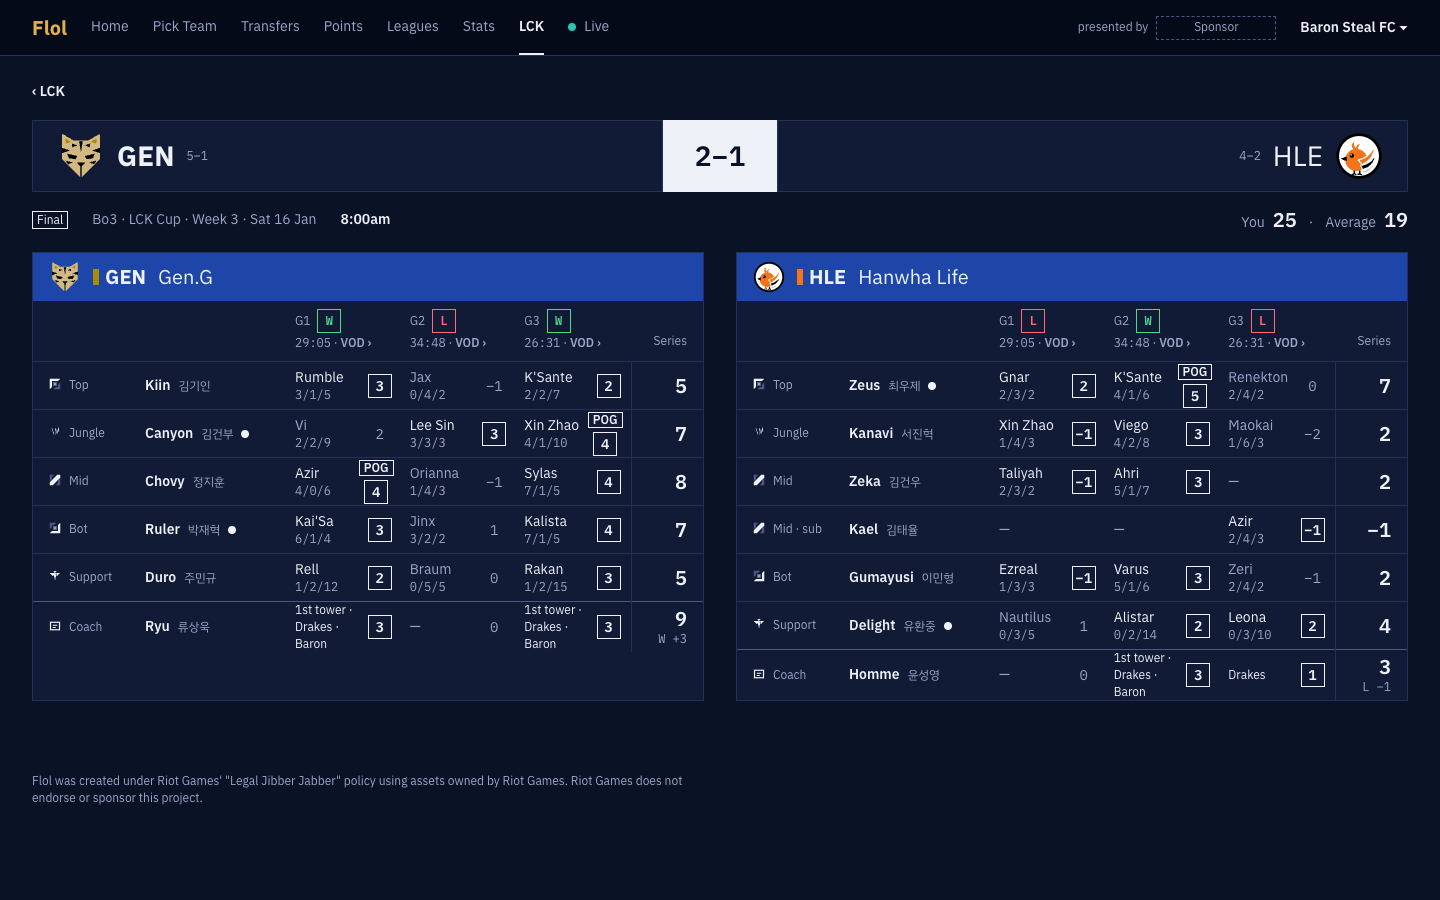 Flol Home Pick Team Transfers Points Leagues Stats LCK Live presented by Sponsor Baron Steal FC
‹ LCK
GEN 5–1 2–1 4–2 HLE
Final Bo3 · LCK Cup · Week 3 · Sat 16 Jan 8:00am You 25 · Average 19
GEN Gen.G
G1 W G2 L G3 W
29:05 · VOD › 34:48 · VOD › 26:31 · VOD › Series
Top Kiin 김기인 Rumble 3/1/5 3 Jax 0/4/2 −1 K'Sante 2/2/7 2 5
Jungle Canyon 김건부 Vi 2/2/9 2 Lee Sin 3/3/3 3 Xin Zhao 4/1/10 POG 4 7
Mid Chovy 정지훈 Azir 4/0/6 POG 4 Orianna 1/4/3 −1 Sylas 7/1/5 4 8
Bot Ruler 박재혁 Kai'Sa 6/1/4 3 Jinx 3/2/2 1 Kalista 7/1/5 4 7
Support Duro 주민규 Rell 1/2/12 2 Braum 0/5/5 0 Rakan 1/2/15 3 5
Coach Ryu 류상욱 1st tower · Drakes · Baron 3 — 0 1st tower · Drakes · Baron 3 9 W +3
HLE Hanwha Life
G1 L G2 W G3 L
29:05 · VOD › 34:48 · VOD › 26:31 · VOD › Series
Top Zeus 최우제 Gnar 2/3/2 2 K'Sante 4/1/6 POG 5 Renekton 2/4/2 0 7
Jungle Kanavi 서진혁 Xin Zhao 1/4/3 −1 Viego 4/2/8 3 Maokai 1/6/3 −2 2
Mid Zeka 김건우 Taliyah 2/3/2 −1 Ahri 5/1/7 3 — 2
Mid · sub Kael 김태율 — — Azir 2/4/3 −1 −1
Bot Gumayusi 이민형 Ezreal 1/3/3 −1 Varus 5/1/6 3 Zeri 2/4/2 −1 2
Support Delight 유환중 Nautilus 0/3/5 1 Alistar 0/2/14 2 Leona 0/3/10 2 4
Coach Homme 윤성영 — 0 1st tower · Drakes · Baron 3 Drakes 1 3 L −1
Flol was created under Riot Games' "Legal Jibber Jabber" policy using assets owned by Riot Games. Riot Games does not
endorse or sponsor this project.